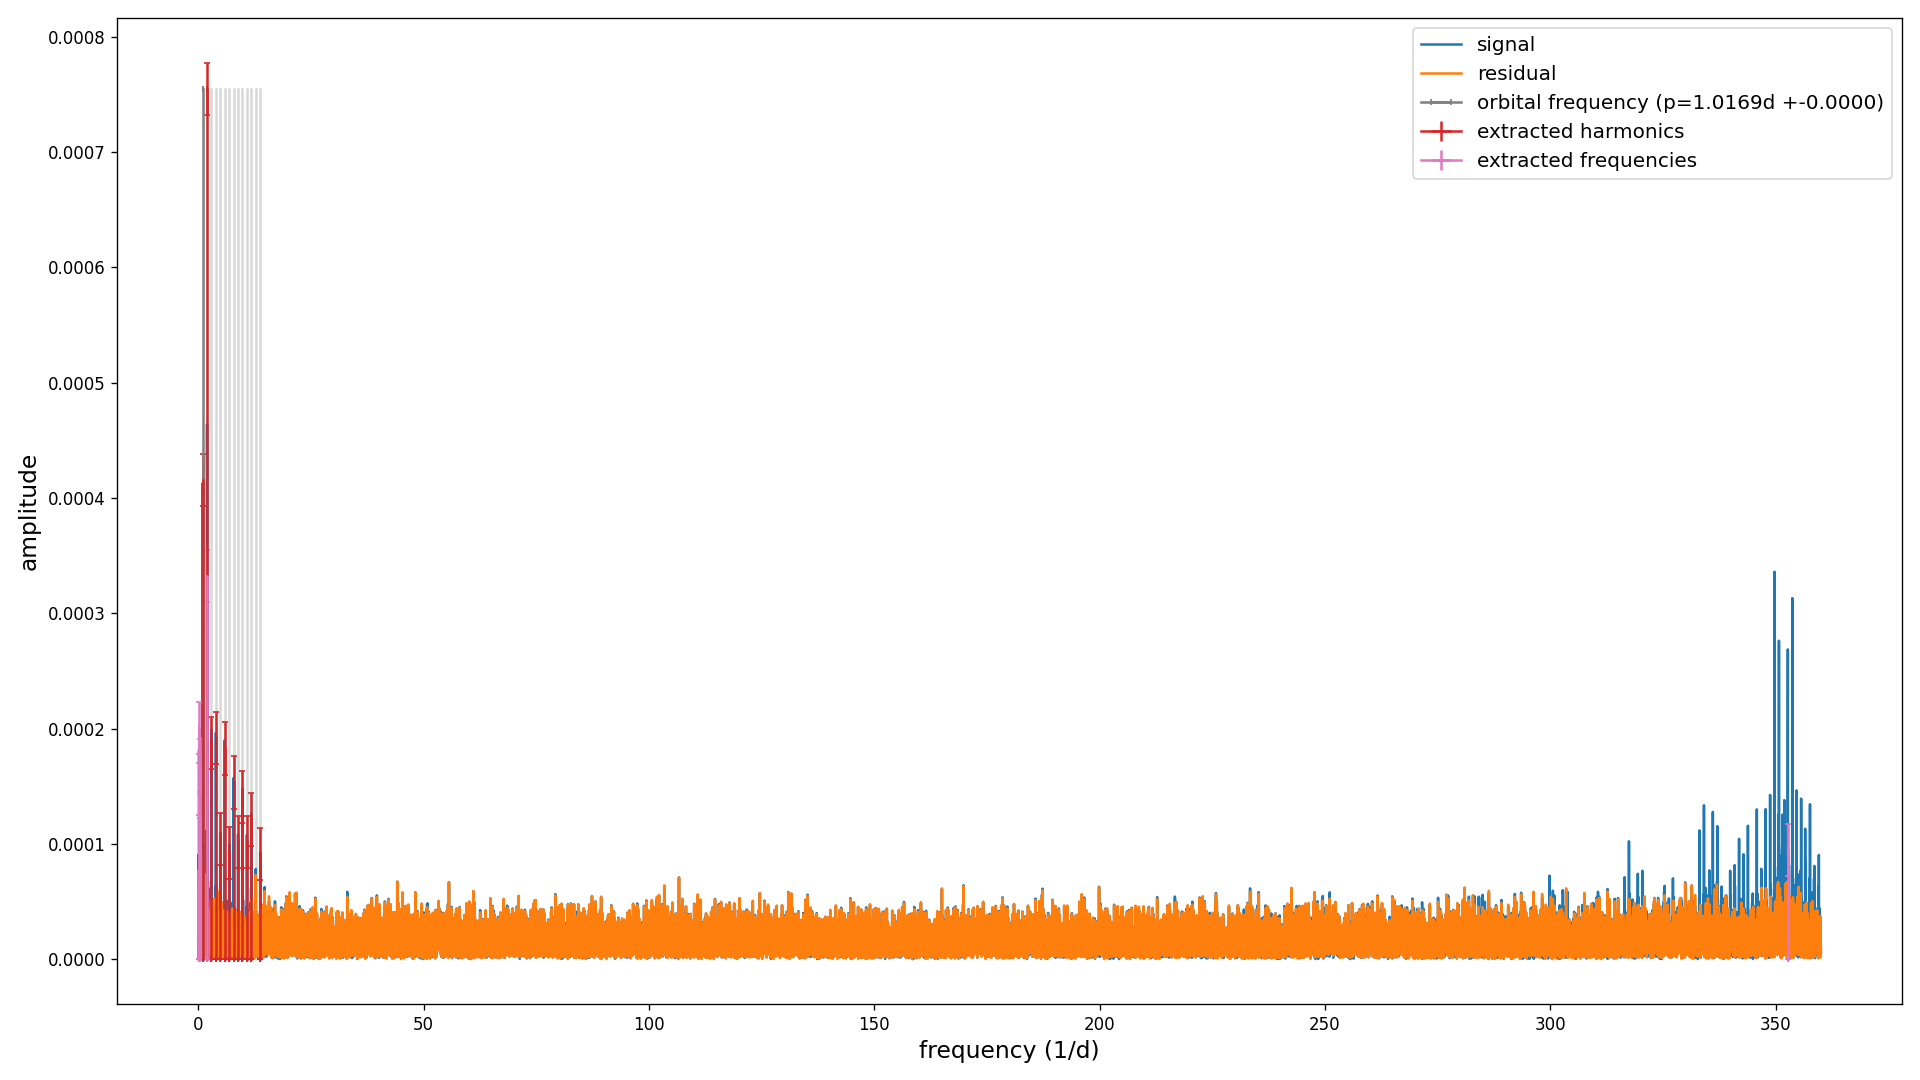 0.0008
0.0007
0.0006
0.0005
0.0004
0.0003
0.0002
0.0001
0.0000
amplitude
0 50 100 150 200 250 300 350
frequency (1/d)
signal
residual
orbital frequency (p=1.0169d +-0.0000)
extracted harmonics
extracted frequencies